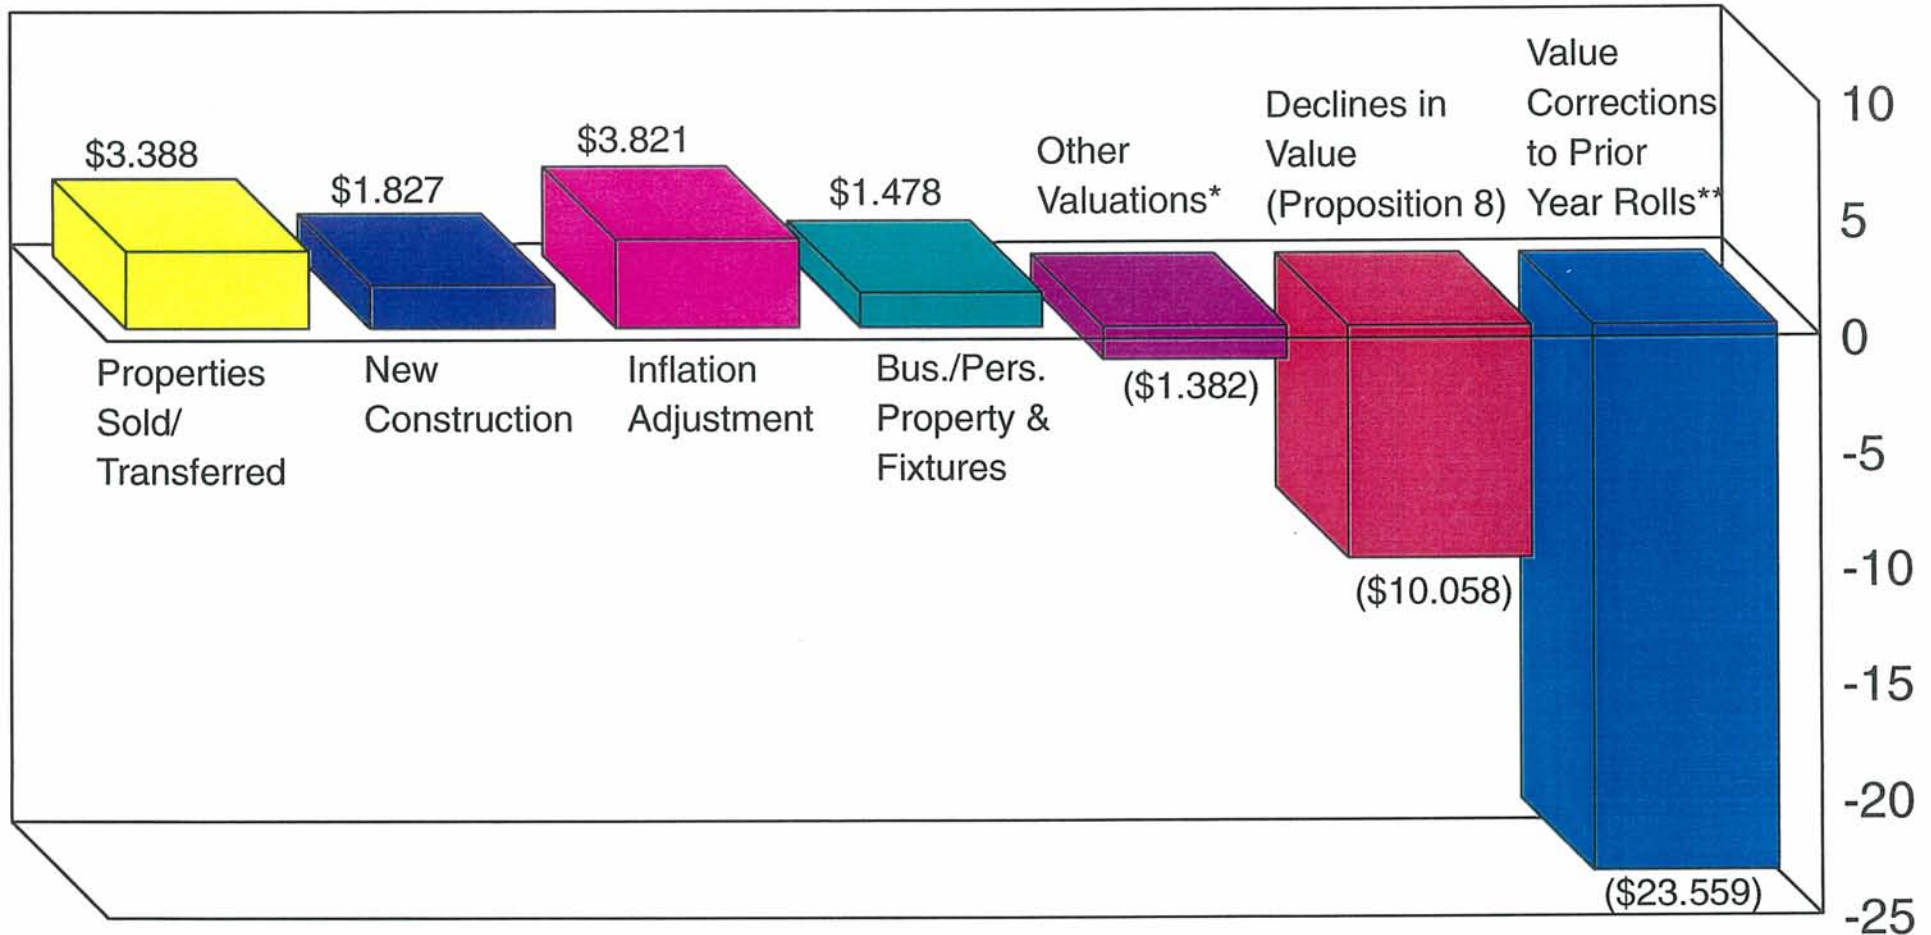 $3.388
$1.827
$3.821
$1.478
Other
Valuations*
Declines in
Value
(Proposition 8)
Value
Corrections
to Prior
Year Rolls**
Properties
Sold/
Transferred
New
Construction
Inflation
Adjustment
Bus./Pers.
Property &
Fixtures
($1.382)
($10.058)
($23.559)
10
5
0
-5
-10
-15
-20
-25